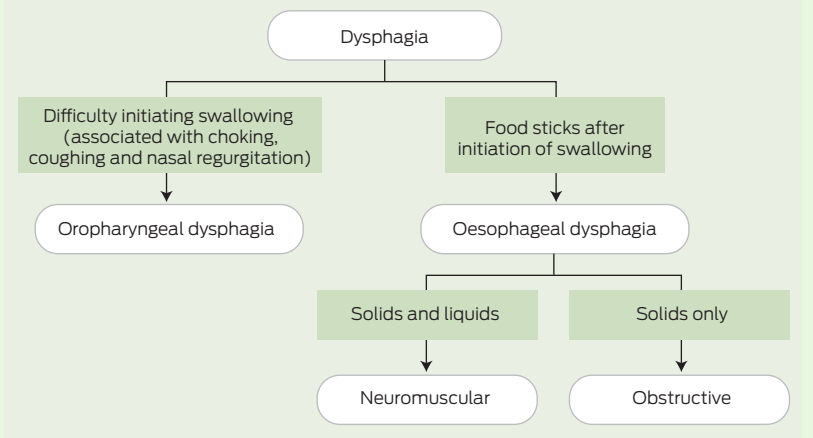 Dysphagia
Difficulty initiating swallowing
(associated with choking,
coughing and nasal regurgitation)
Food sticks after
initiation of swallowing
Oropharyngeal dysphagia
Oesophageal dysphagia
Solids and liquids
Solids only
Neuromuscular
Obstructive